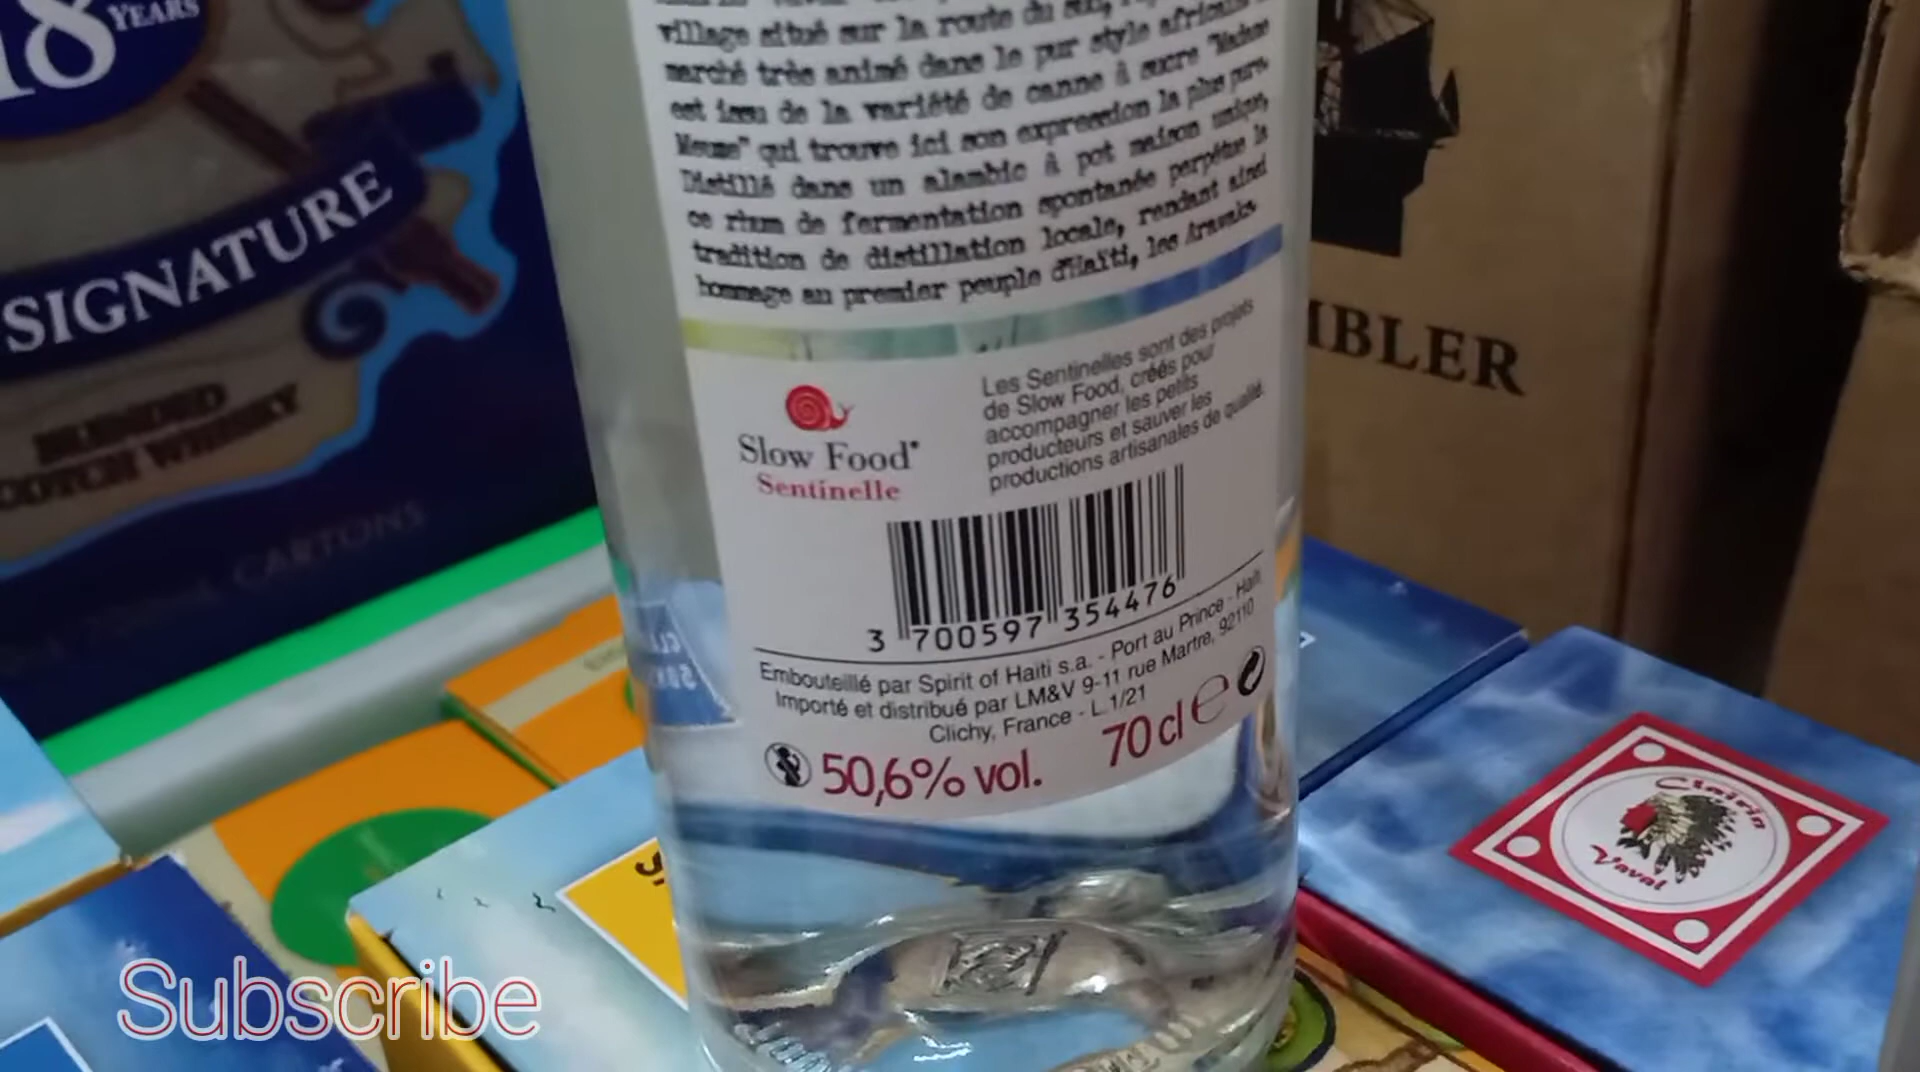 18 YEARS
SIGNATURE
BLENDED
SCOTCH WHISKY
CARTONS
village situé sur la route du sud,
marché très animé dans le pur style africain
est issu de la variété de canne à sucre "Madame
Meuze" qui trouve ici son expression la plus pure.
Distillé dans un alambic à pot maison unique,
ce rhum de fermentation spontanée perpétue la
tradition de distillation locale, rendant ainsi
hommage au premier peuple d'Haïti, les Arawaks.
Slow Food®
Sentinelle
Les Sentinelles sont des projets
de Slow Food, créés pour
accompagner les petits
producteurs et sauver les
productions artisanales de qualité.
3 700597 354476
Embouteillé par Spirit of Haiti s.a. - Port au Prince - Haïti
Importé et distribué par LM&V 9-11 rue Martre, 92110
Clichy, France - L.1/21
50,6% vol. 70 cl e
MBLER
Clairin
Vaval
Subscribe